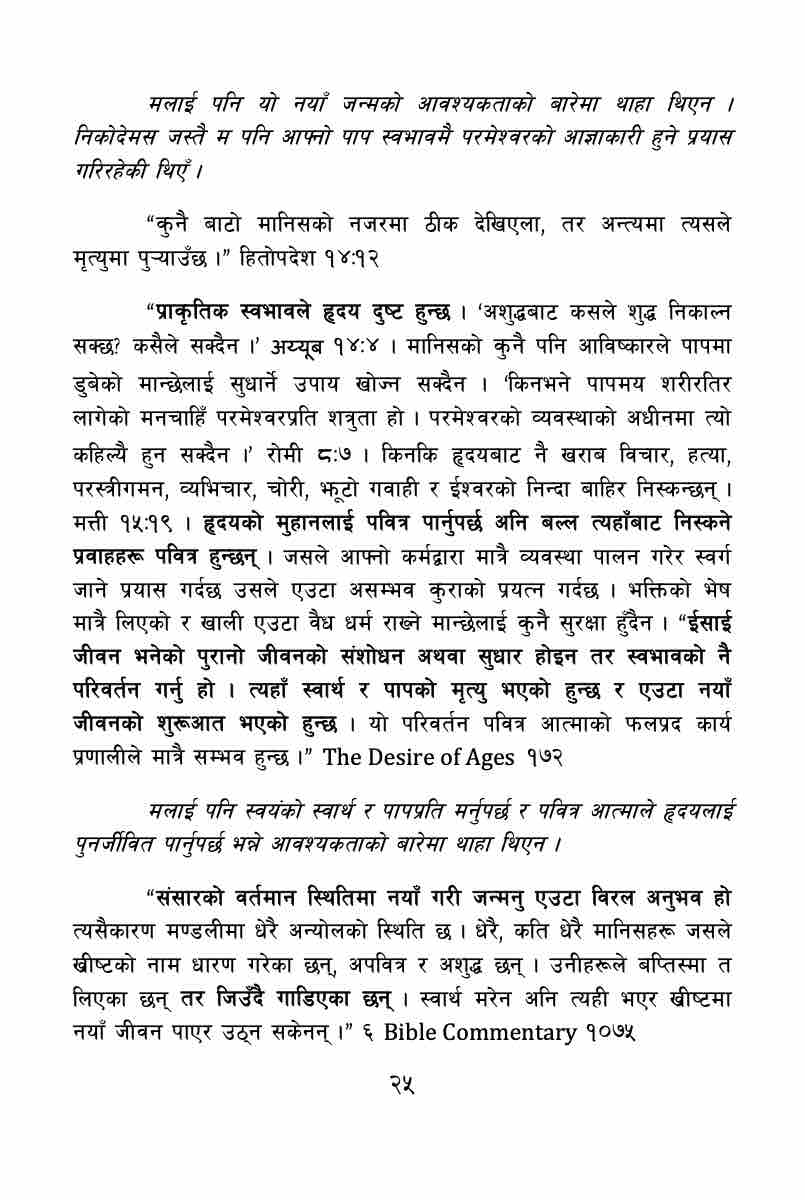 मलाई पनि यो नयाँ जन्मको आवश्यकताको बारेमा थाहा थिएन ।
निकोदेमस जस्तै म पनि आफ्नो पाप स्वभावमै परमेश्वरको आज्ञाकारी हुने प्रयास
गरिरहेकी थिएँ ।
“कुनै बाटो मानिसको नजरमा ठीक देखिएला, तर अन्त्यमा त्यसले
मृत्युमा पुर्‍याउँछ ।” हितोपदेश १४:१२
“प्राकृतिक स्वभावले हृदय दुष्ट हुन्छ । ‘अशुद्धबाट कसले शुद्ध निकाल्न
सक्छ? कसैले सक्दैन ।’ अय्यूब १४:४ । मानिसको कुनै पनि आविष्कारले पापमा
डुबेको मान्छेलाई सुधार्ने उपाय खोज्न सक्दैन । ‘किनभने पापमय शरीरतिर
लागेको मनचाहिँ परमेश्वरप्रति शत्रुता हो । परमेश्वरको व्यवस्थाको अधीनमा त्यो
कहिल्यै हुन सक्दैन ।’ रोमी ८:७ । किनकि हृदयबाट नै खराब विचार, हत्या,
परस्त्रीगमन, व्यभिचार, चोरी, झूटो गवाही र ईश्वरको निन्दा बाहिर निस्कन्छन् ।
मत्ती १५:१९ । हृदयको मुहानलाई पवित्र पार्नुपर्छ अनि बल्ल त्यहाँबाट निस्कने
प्रवाहहरू पवित्र हुन्छन् । जसले आफ्नो कर्मद्वारा मात्रै व्यवस्था पालन गरेर स्वर्ग
जाने प्रयास गर्दछ उसले एउटा असम्भव कुराको प्रयत्न गर्दछ । भक्तिको भेष
मात्रै लिएको र खाली एउटा वैध धर्म राख्ने मान्छेलाई कुनै सुरक्षा हुँदैन । “ईसाई
जीवन भनेको पुरानो जीवनको संशोधन अथवा सुधार होइन तर स्वभावको नै
परिवर्तन गर्नु हो । त्यहाँ स्वार्थ र पापको मृत्यु भएको हुन्छ र एउटा नयाँ
जीवनको शुरूआत भएको हुन्छ । यो परिवर्तन पवित्र आत्माको फलप्रद कार्य
प्रणालीले मात्रै सम्भव हुन्छ ।” The Desire of Ages १७२
मलाई पनि स्वयंको स्वार्थ र पापप्रति मर्नुपर्छ र पवित्र आत्माले हृदयलाई
पुनर्जीवित पार्नुपर्छ भन्ने आवश्यकताको बारेमा थाहा थिएन ।
“संसारको वर्तमान स्थितिमा नयाँ गरी जन्मनु एउटा विरल अनुभव हो
त्यसैकारण मण्डलीमा धेरै अन्योलको स्थिति छ । धेरै, कति धेरै मानिसहरू जसले
ख्रीष्टको नाम धारण गरेका छन्, अपवित्र र अशुद्ध छन् । उनीहरूले बप्तिस्मा त
लिएका छन् तर जिउँदै गाडिएका छन् । स्वार्थ मरेन अनि त्यही भएर ख्रीष्टमा
नयाँ जीवन पाएर उठ्न सकेनन् ।” ६ Bible Commentary १०७५
२५